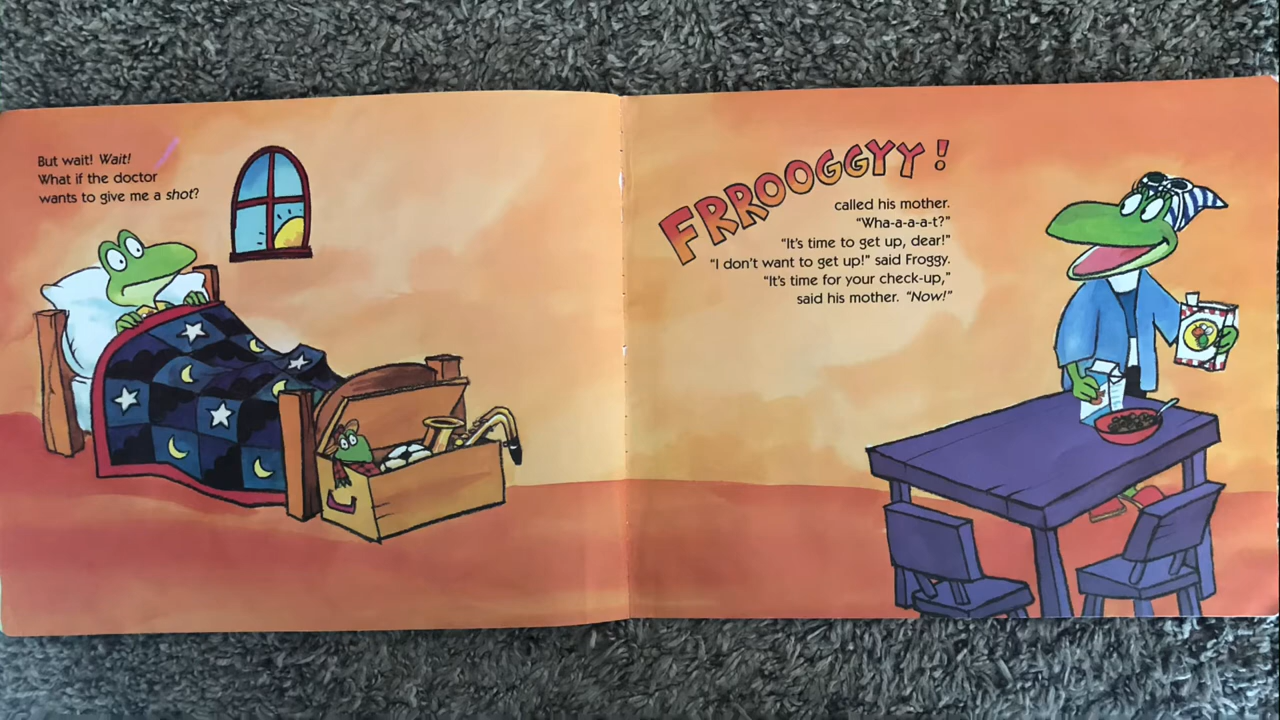 But wait! Wait!
What if the doctor
wants to give me a shot?
FRROOGGYY!
called his mother.
“Wha-a-a-a-t?”
“It’s time to get up, dear!”
“I don’t want to get up!” said Froggy.
“It’s time for your check-up,”
said his mother. “Now!”